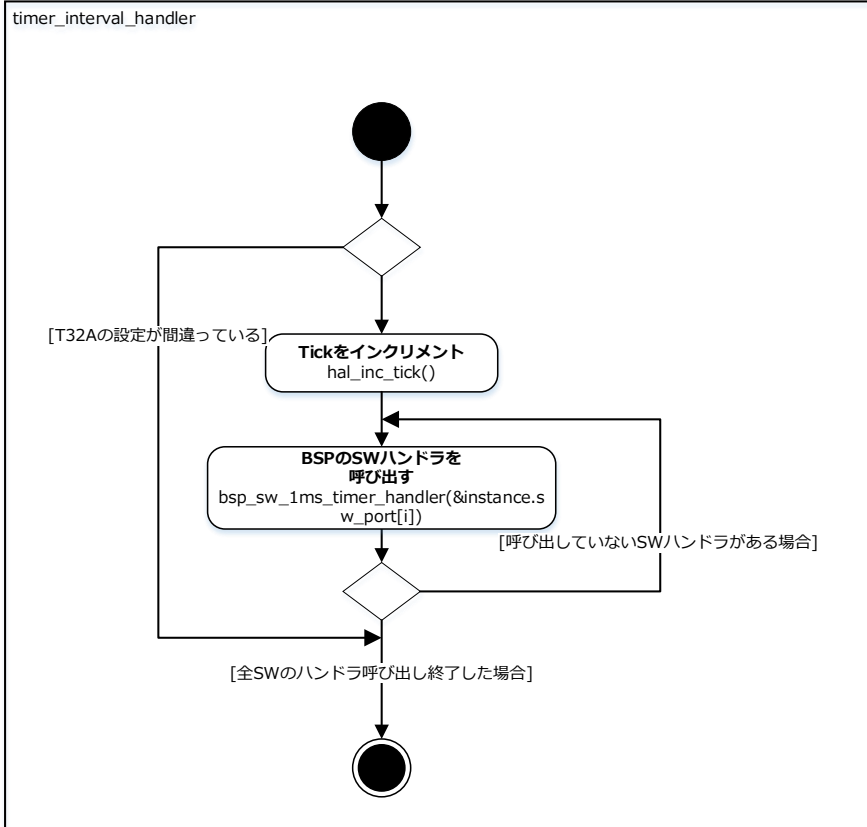 timer_interval_handler
[T32Aの設定が間違っている]
Tickをインクリメント
hal_inc_tick()
BSPのSWハンドラを
呼び出す
bsp_sw_1ms_timer_handler(&instance.s
w_port[i])
[呼び出していないSWハンドラがある場合]
[全SWのハンドラ呼び出し終了した場合]